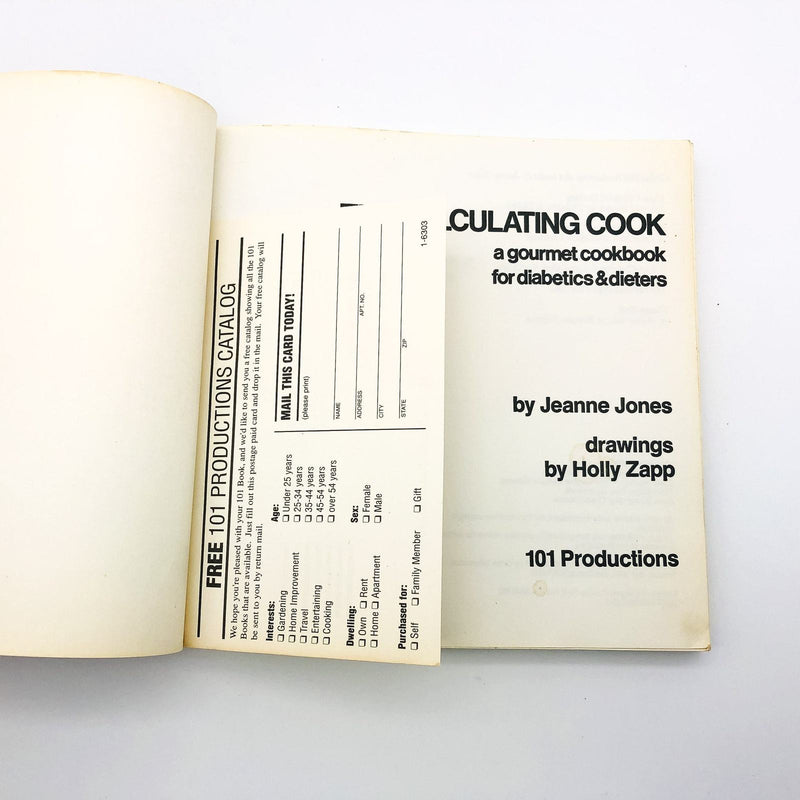 LCULATING COOK
a gourmet cookbook
for diabetics & dieters
by Jeanne Jones
drawings
by Holly Zapp
101 Productions
FREE 101 PRODUCTIONS CATALOG
We hope you're pleased with your 101 Book, and we'd like to send you a free catalog showing all the 101
Books that are available. Just fill out this postage paid card and drop it in the mail. Your free catalog will
be sent to you by return mail.
Interests:
❏ Gardening
❏ Home Improvement
❏ Travel
❏ Entertaining
❏ Cooking
Age:
❏ Under 25 years
❏ 25-34 years
❏ 35-44 years
❏ 45-54 years
❏ over 54 years
Dwelling:
❏ Own ❏ Rent
❏ Home ❏ Apartment
Sex:
❏ Female
❏ Male
Purchased for:
❏ Self ❏ Family Member ❏ Gift
MAIL THIS CARD TODAY!
(please print)
NAME
ADDRESS APT. NO.
CITY
STATE ZIP
1-6303